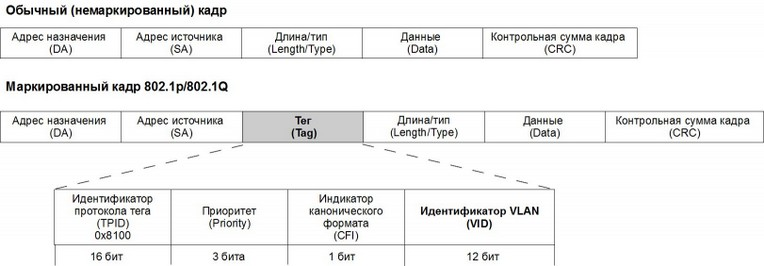 Обычный (немаркированный) кадр
Адрес назначения Адрес источника Длина/тип Данные Контрольная сумма кадра
(DA) (SA) (Length/Type) (Data) (CRC)
Маркированный кадр 802.1p/802.1Q
Адрес назначения Адрес источника Тег Длина/тип Данные Контрольная сумма кадра
(DA) (SA) (Tag) (Length/Type) (Data) (CRC)
Идентификатор
протокола тега
(TPID)
0x8100
Приоритет
(Priority)
Индикатор
канонического
формата
(CFI)
Идентификатор VLAN
(VID)
16 бит 3 бита 1 бит 12 бит